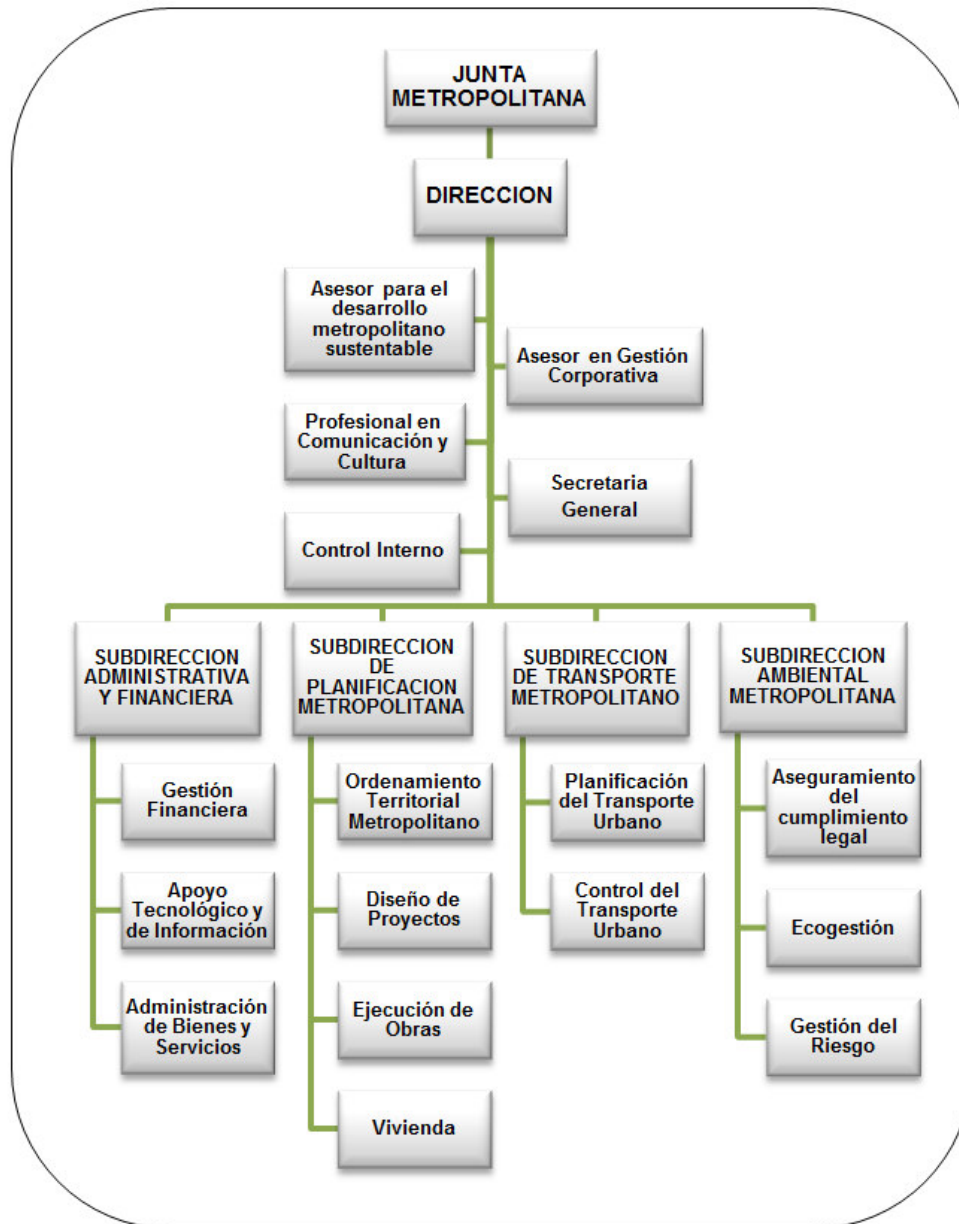 JUNTA
METROPOLITANA
DIRECCION
Asesor para el
desarrollo
metropolitano
sustentable
Asesor en Gestión
Corporativa
Profesional en
Comunicación y
Cultura
Secretaria
General
Control Interno
SUBDIRECCION
ADMINISTRATIVA
Y FINANCIERA
SUBDIRECCION
DE
PLANIFICACION
METROPOLITANA
SUBDIRECCION
DE TRANSPORTE
METROPOLITANO
SUBDIRECCION
AMBIENTAL
METROPOLITANA
Gestión
Financiera
Apoyo
Tecnológico y
de Información
Administración
de Bienes y
Servicios
Ordenamiento
Territorial
Metropolitano
Diseño de
Proyectos
Ejecución de
Obras
Vivienda
Planificación
del Transporte
Urbano
Control del
Transporte
Urbano
Aseguramiento
del
cumplimiento
legal
Ecogestión
Gestión del
Riesgo